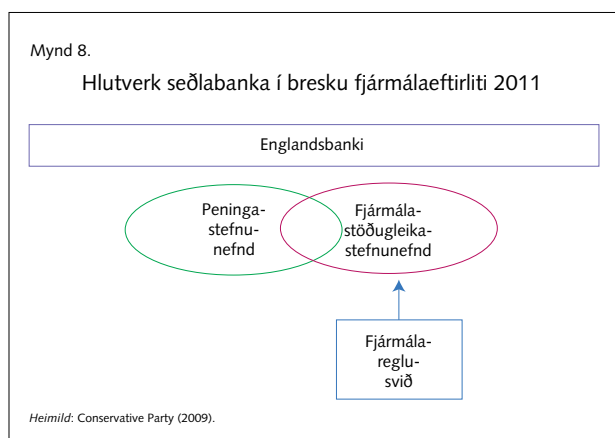 Mynd 8.
Hlutverk seðlabanka í bresku fjármálaeftirliti 2011
Englandsbanki
Peninga-
stefnu-
nefnd
Fjármála-
stöðugleika-
stefnunefnd
Fjármála-
reglu-
svið
Heimild: Conservative Party (2009).